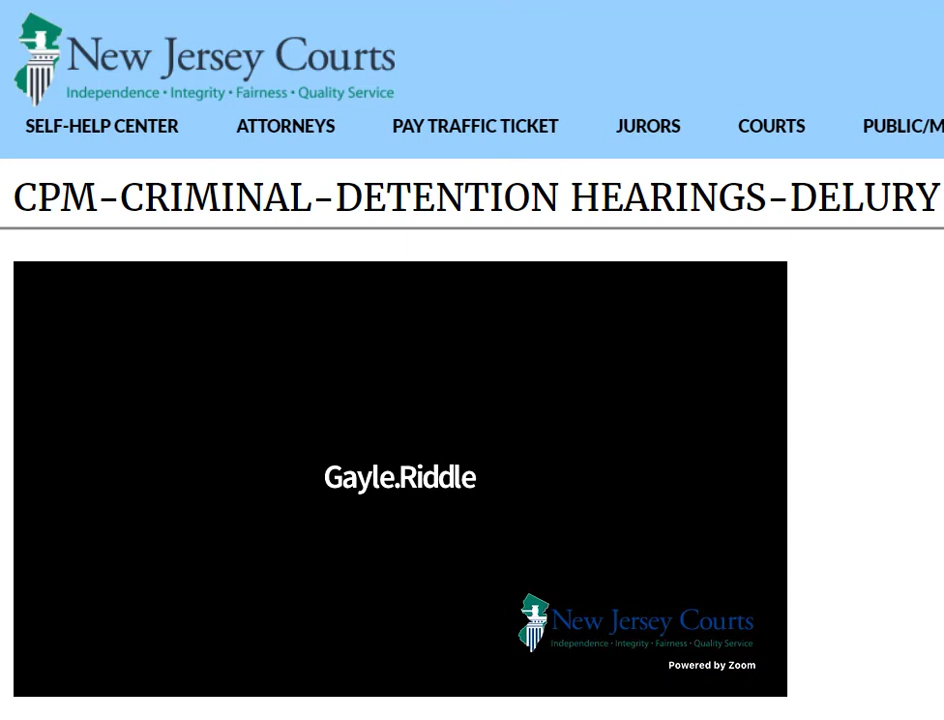 New Jersey Courts
Independence • Integrity • Fairness • Quality Service
SELF-HELP CENTER ATTORNEYS PAY TRAFFIC TICKET JURORS COURTS PUBLIC/M
CPM-CRIMINAL-DETENTION HEARINGS-DELURY
Gayle.Riddle
New Jersey Courts
Independence • Integrity • Fairness • Quality Service
Powered by Zoom